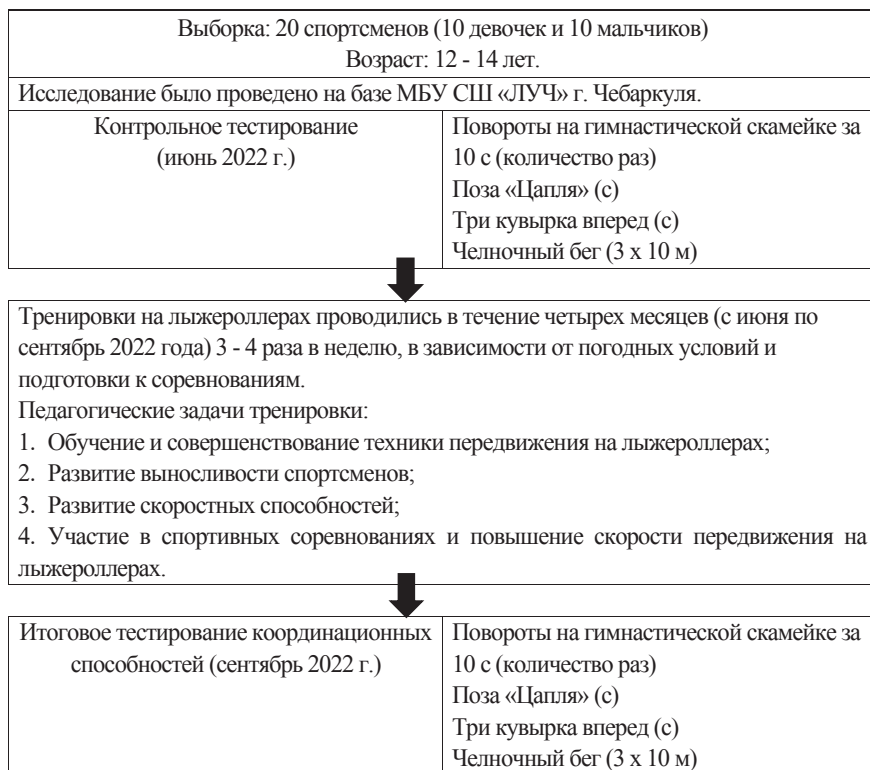 Выборка: 20 спортсменов (10 девочек и 10 мальчиков)
Возраст: 12 - 14 лет.
Исследование было проведено на базе МБУ СШ «ЛУЧ» г. Чебаркуля.
Контрольное тестирование
(июнь 2022 г.)
Повороты на гимнастической скамейке за
10 с (количество раз)
Поза «Цапля» (с)
Три кувырка вперед (с)
Челночный бег (3 х 10 м)
Тренировки на лыжероллерах проводились в течение четырех месяцев (с июня по
сентябрь 2022 года) 3 - 4 раза в неделю, в зависимости от погодных условий и
подготовки к соревнованиям.
Педагогические задачи тренировки:
1. Обучение и совершенствование техники передвижения на лыжероллерах;
2. Развитие выносливости спортсменов;
3. Развитие скоростных способностей;
4. Участие в спортивных соревнованиях и повышение скорости передвижения на
лыжероллерах.
Итоговое тестирование координационных
способностей (сентябрь 2022 г.)
Повороты на гимнастической скамейке за
10 с (количество раз)
Поза «Цапля» (с)
Три кувырка вперед (с)
Челночный бег (3 х 10 м)